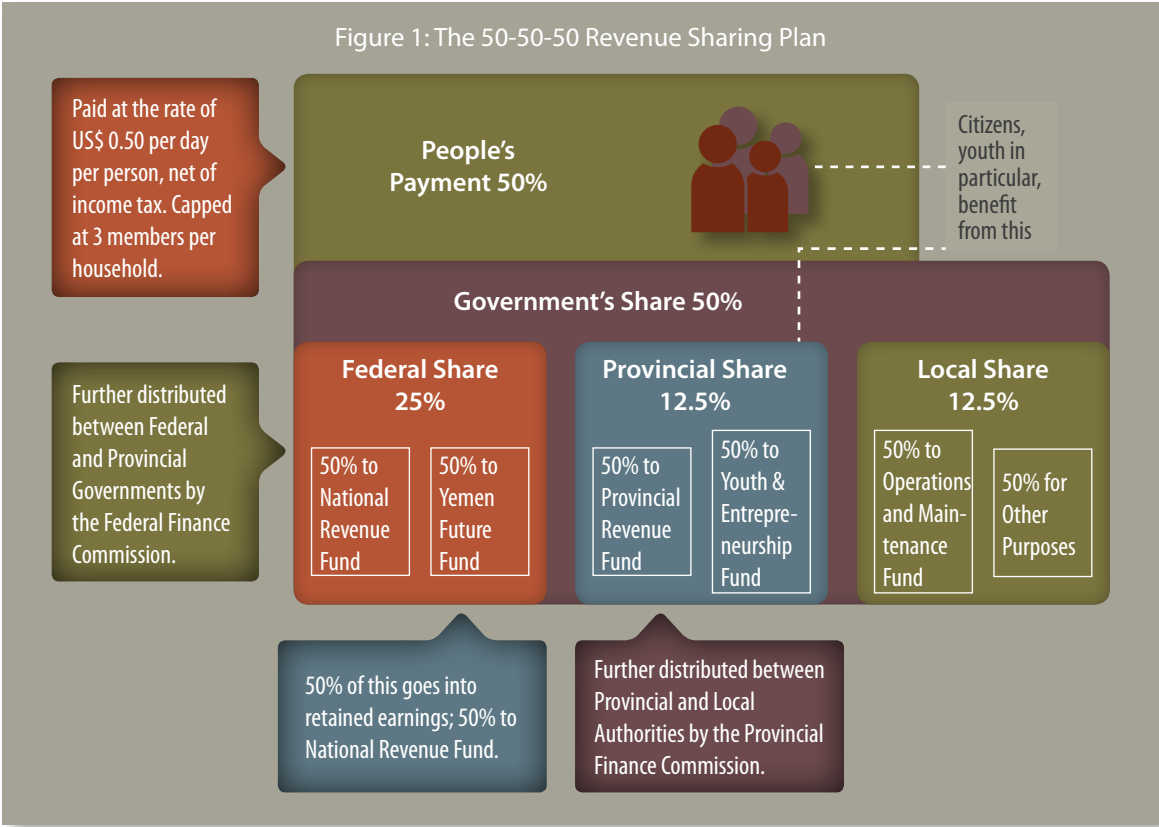 Figure 1: The 50-50-50 Revenue Sharing Plan
Paid at the rate of
US$ 0.50 per day
per person, net of
income tax. Capped
at 3 members per
household.
People’s
Payment 50%
Citizens,
youth in
particular,
benefit
from this
Government’s Share 50%
Further distributed
between Federal
and Provincial
Governments by
the Federal Finance
Commission.
Federal Share
25%
50% to
National
Revenue
Fund
50% to
Yemen
Future
Fund
Provincial Share
12.5%
50% to
Provincial
Revenue
Fund
50% to
Youth &
Entrepre-
neurship
Fund
Local Share
12.5%
50% to
Operations
and Main-
tenance
Fund
50% for
Other
Purposes
50% of this goes into
retained earnings; 50% to
National Revenue Fund.
Further distributed between
Provincial and Local
Authorities by the Provincial
Finance Commission.